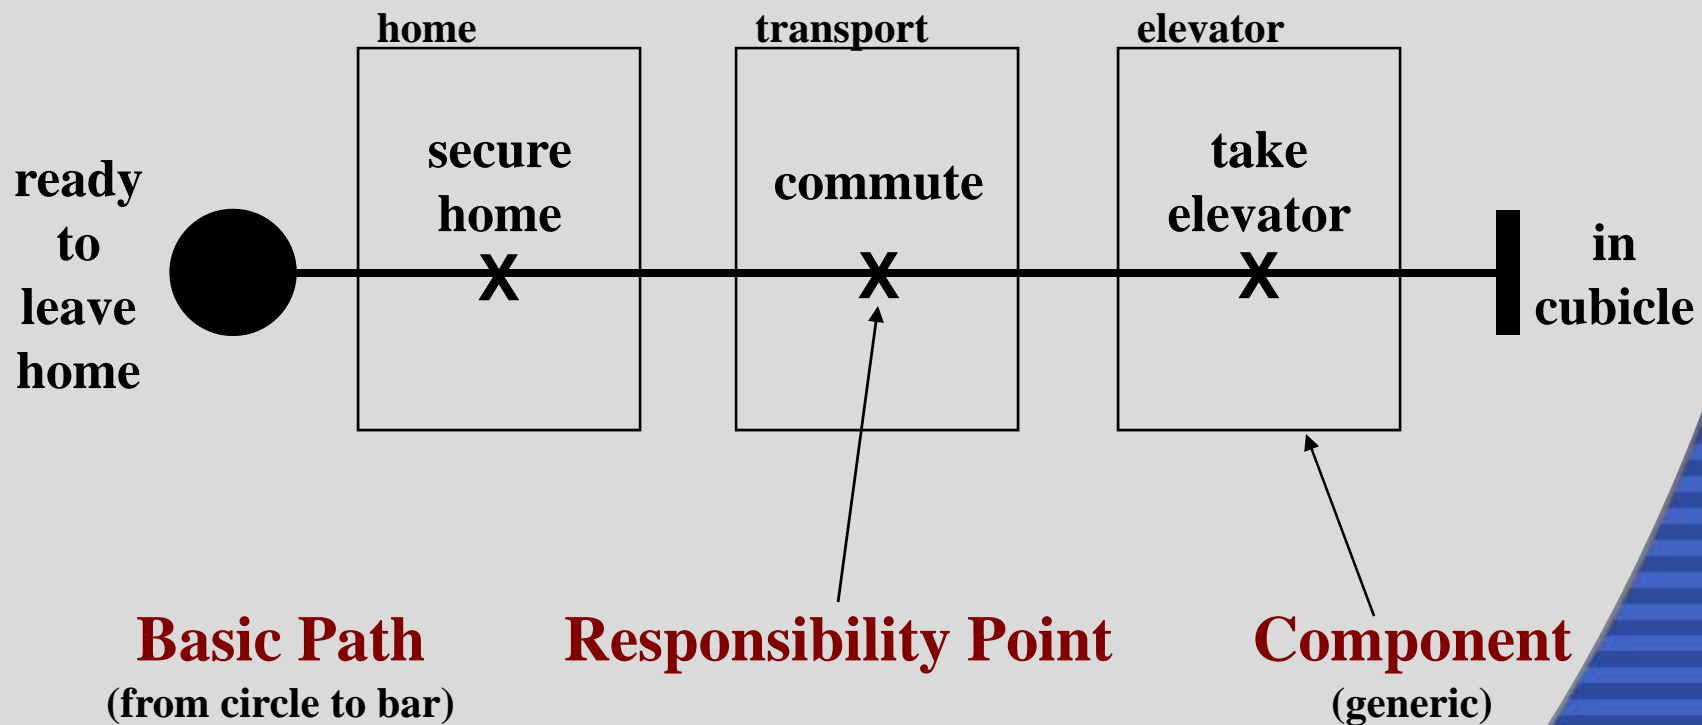 home
transport
elevator
ready
to
leave
home
secure
home
X
commute
X
take
elevator
X
in
cubicle
Basic Path
(from circle to bar)
Responsibility Point
Component
(generic)